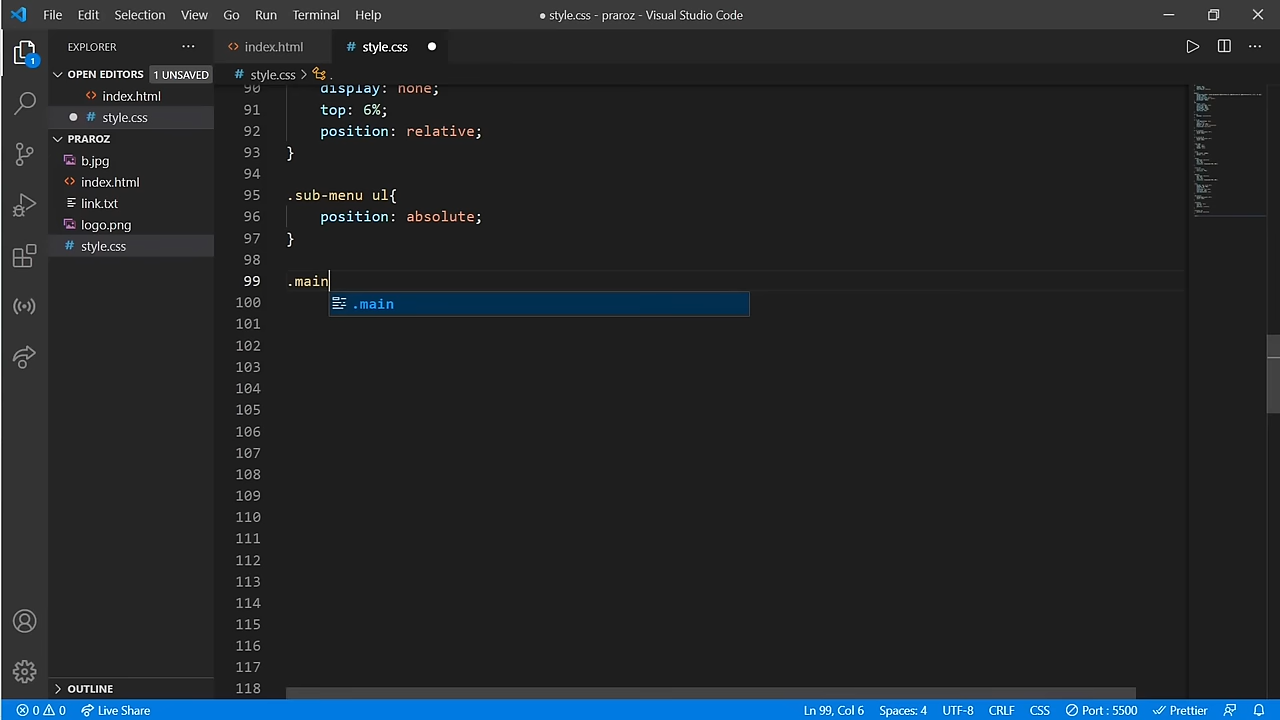 File Edit Selection View Go Run Terminal Help ● style.css - praroz - Visual Studio Code
EXPLORER ··· <> index.html # style.css ●
OPEN EDITORS 1 UNSAVED # style.css > .
<> index.html
● # style.css
PRAROZ
b.jpg
<> index.html
link.txt
logo.png
# style.css
OUTLINE
1
90 display: none;
91 top: 6%;
92 position: relative;
93 }
94
95 .sub-menu ul{
96 position: absolute;
97 }
98
99 .main
100 .main
101
102
103
104
105
106
107
108
109
110
111
112
113
114
115
116
117
118
0 0 Live Share Ln 99, Col 6 Spaces: 4 UTF-8 CRLF CSS Port : 5500 Prettier